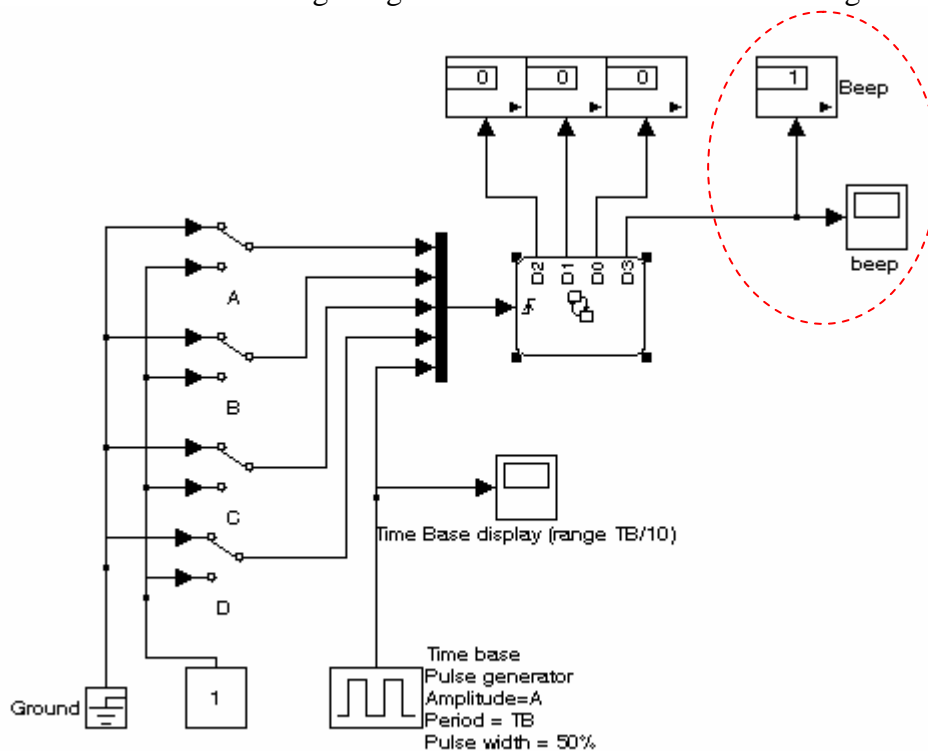 0 0 0 1
Beep
D2 D1 D0 D3
beep
A
B
C
D
Time Base display (range TB/10)
Ground
1
Time base
Pulse generator
Amplitude=A
Period = TB
Pulse width = 50%